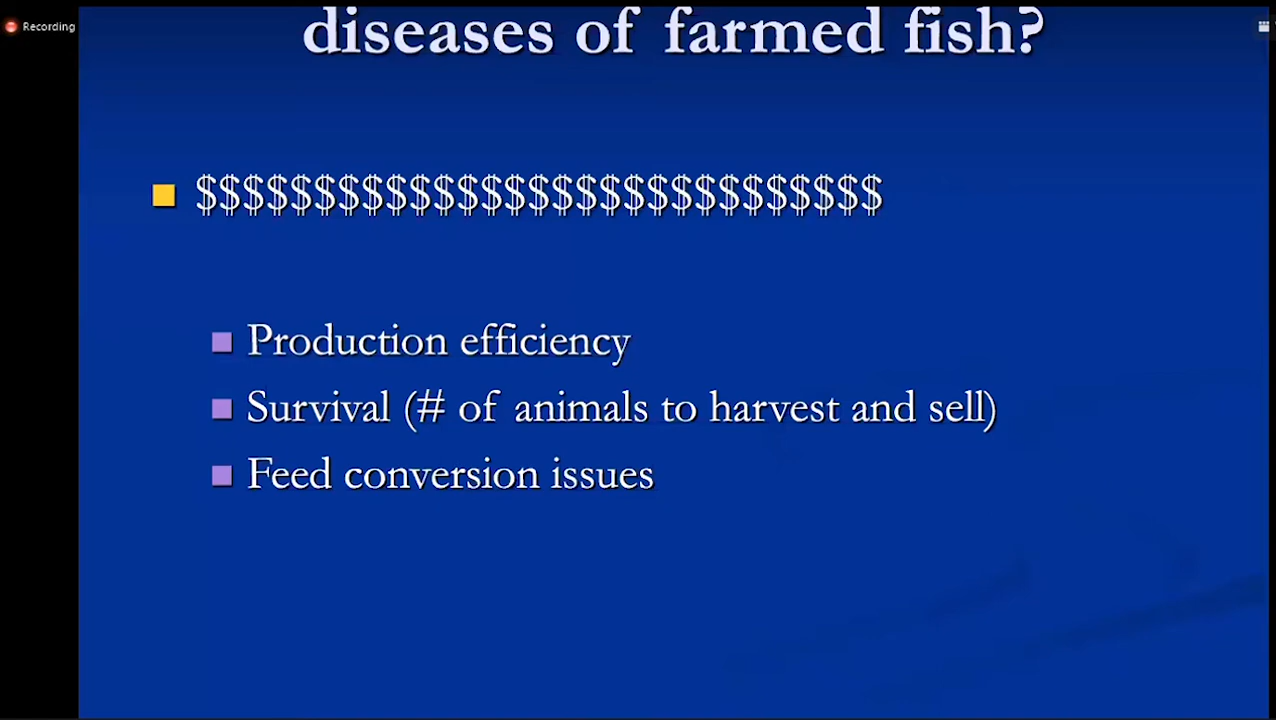 Recording
diseases of farmed fish?
$$$$$$$$$$$$$$$$$$$$$$$$$$$$$
Production efficiency
Survival (# of animals to harvest and sell)
Feed conversion issues